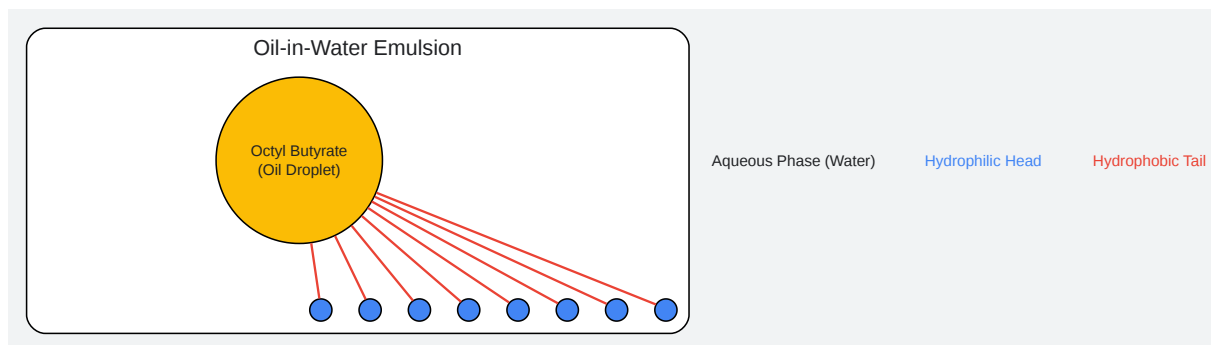 Oil-in-Water Emulsion
Octyl Butyrate
(Oil Droplet)
Aqueous Phase (Water)
Hydrophilic Head
Hydrophobic Tail